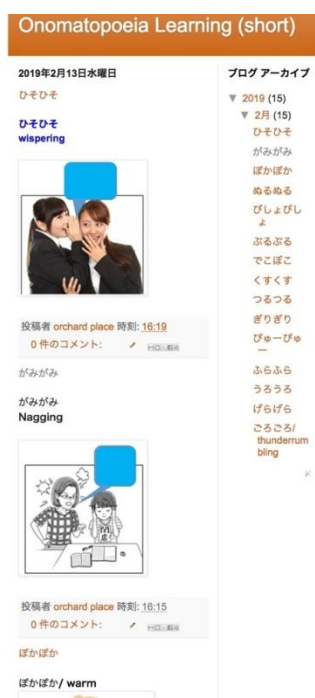 Onomatopoeia Learning (short)
2019年2月13日水曜日
ひそひそ
ひそひそ
wispering
投稿者 orchard place 時刻: 16:19
0 件のコメント:
がみがみ
がみがみ
Nagging
投稿者 orchard place 時刻: 16:15
0 件のコメント:
ぽかぽか
ぽかぽか/ warm
ブログ アーカイブ
▼ 2019 (15)
▼ 2月 (15)
ひそひそ
がみがみ
ぽかぽか
ぬるぬる
びしょびし
ょ
ぶるぶる
でこぼこ
くすくす
つるつる
ぎりぎり
びゅーびゅ
ー
ふらふら
うろうろ
げらげら
ごろごろ/
thunderrum
bling